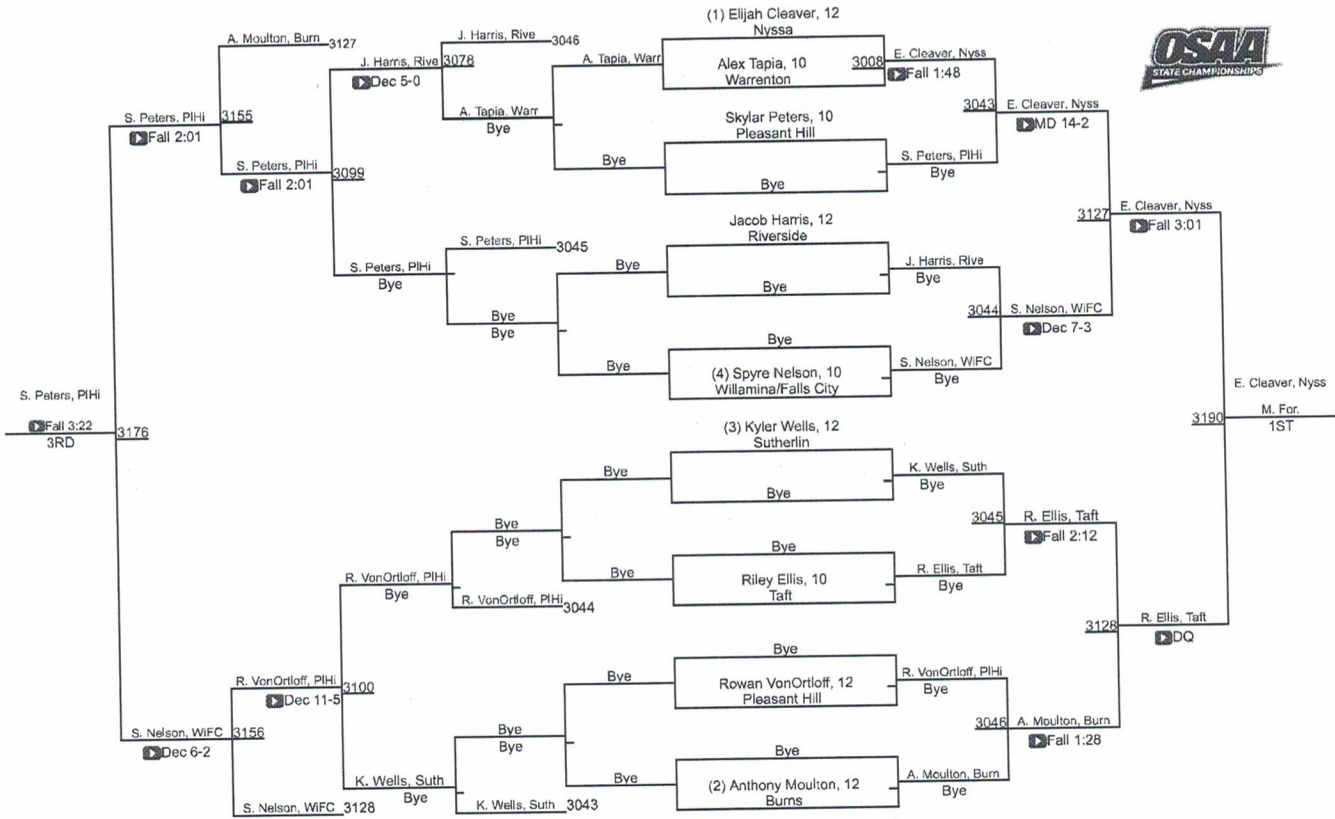 OSAA
STATE CHAMPIONSHIPS
(1) Elijah Cleaver, 12
Nyssa
Alex Tapia, 10
Warrenton
3008
E. Cleaver, Nyss
Fall 1:48
Skylar Peters, 10
Pleasant Hill
Bye
S. Peters, PlHi
Bye
3043
E. Cleaver, Nyss
MD 14-2
Jacob Harris, 12
Riverside
Bye
J. Harris, Rive
Bye
Bye
(4) Spyre Nelson, 10
Willamina/Falls City
S. Nelson, WiFC
Bye
3044
S. Nelson, WiFC
Dec 7-3
3127
E. Cleaver, Nyss
Fall 3:01
(3) Kyler Wells, 12
Sutherlin
Bye
K. Wells, Suth
Bye
Bye
Riley Ellis, 10
Taft
R. Ellis, Taft
Bye
3045
R. Ellis, Taft
Fall 2:12
Bye
Rowan VonOrtloff, 12
Pleasant Hill
R. VonOrtloff, PlHi
Bye
Bye
(2) Anthony Moulton, 12
Burns
A. Moulton, Burn
Bye
3046
A. Moulton, Burn
Fall 1:28
3128
R. Ellis, Taft
DQ
3190
E. Cleaver, Nyss
M. For.
1ST
A. Tapia, Warr
Bye
J. Harris, Rive
3046
A. Tapia, Warr
Bye
3078
J. Harris, Rive
Dec 5-0
Bye
Bye
S. Peters, PlHi
3045
Bye
Bye
S. Peters, PlHi
Bye
3099
S. Peters, PlHi
Fall 2:01
A. Moulton, Burn
3127
3155
S. Peters, PlHi
Fall 2:01
Bye
Bye
Bye
Bye
R. VonOrtloff, PlHi
3044
R. VonOrtloff, PlHi
Bye
Bye
Bye
Bye
Bye
K. Wells, Suth
3043
K. Wells, Suth
Bye
3100
R. VonOrtloff, PlHi
Dec 11-5
S. Nelson, WiFC
3128
3156
S. Nelson, WiFC
Dec 6-2
3176
S. Peters, PlHi
Fall 3:22
3RD